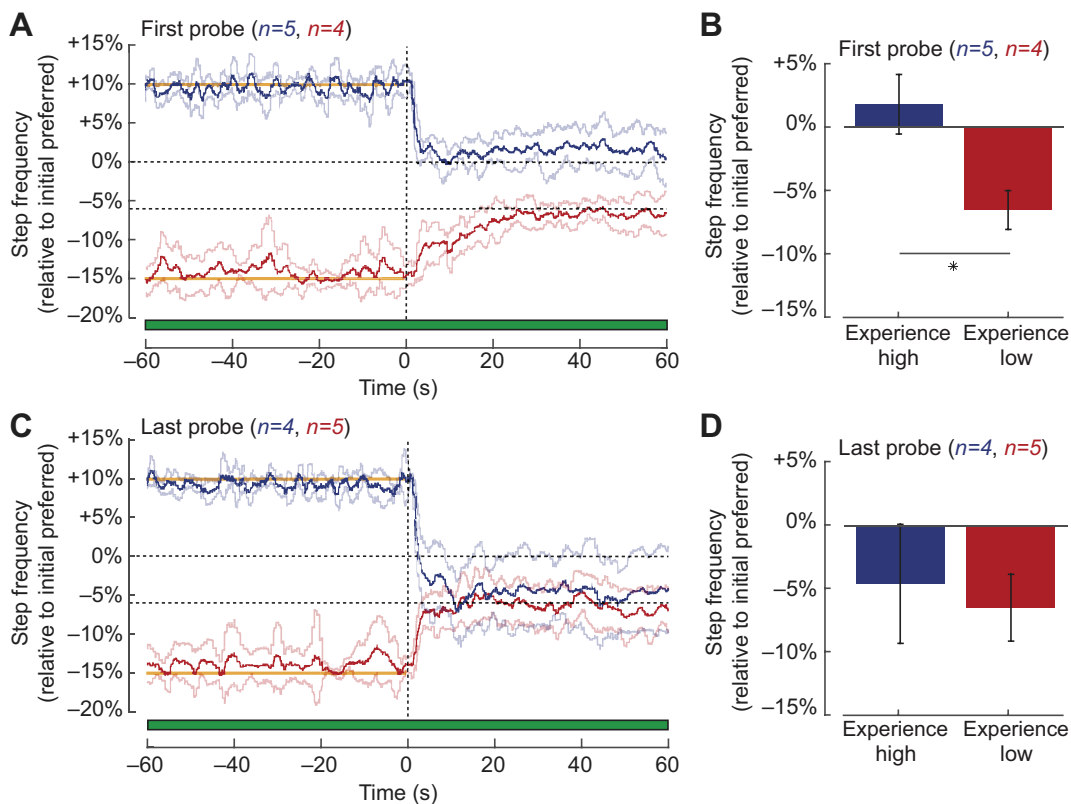 A
First probe (n=5, n=4)
Step frequency
(relative to initial preferred)
+15%
+10%
+5%
0%
–5%
–10%
–15%
–20%
–60
–40
–20
0
20
40
60
Time (s)
B
First probe (n=5, n=4)
Step frequency
(relative to initial preferred)
+5%
0%
–5%
–10%
–15%
*
Experience
high
Experience
low
C
Last probe (n=4, n=5)
Step frequency
(relative to initial preferred)
+15%
+10%
+5%
0%
–5%
–10%
–15%
–20%
–60
–40
–20
0
20
40
60
Time (s)
D
Last probe (n=4, n=5)
Step frequency
(relative to initial preferred)
+5%
0%
–5%
–10%
–15%
Experience
high
Experience
low